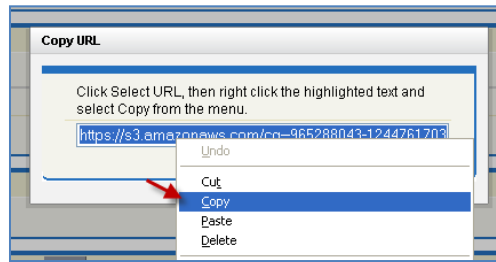 Copy URL
Click Select URL, then right click the highlighted text and
select Copy from the menu.
https://s3.amazonaws.com/cg--965288043-1244761703
Undo
Cut
Copy
Paste
Delete